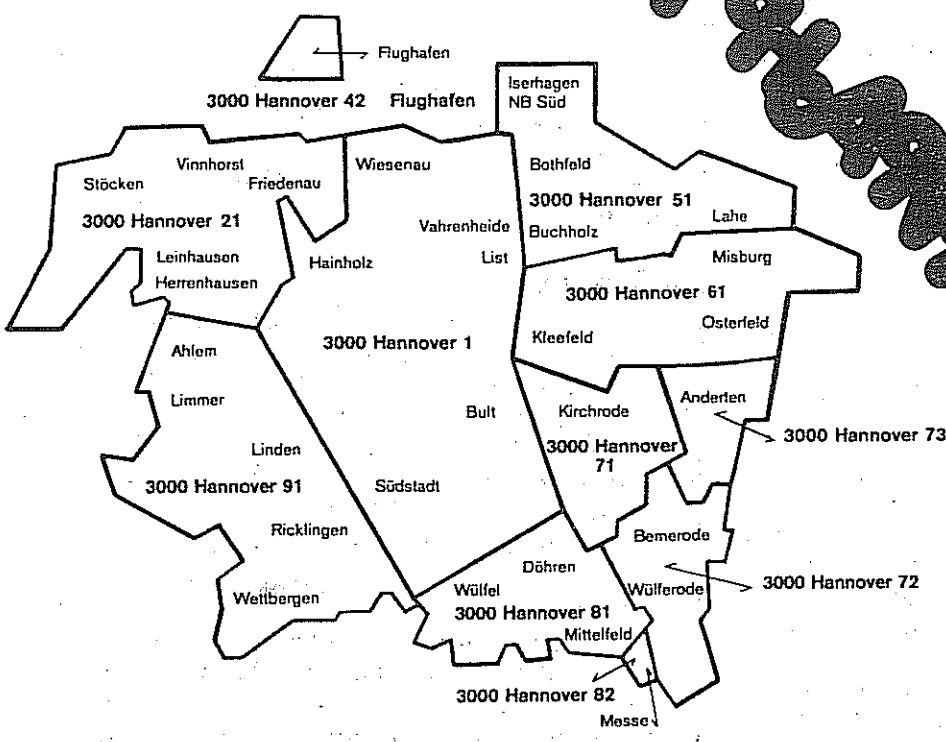 Flughafen
3000 Hannover 42 Flughafen
Iserhagen
NB Süd
Vinnhorst
Wiesenau
Bothfeld
Stöcken
Friedenau
3000 Hannover 51
3000 Hannover 21
Lahe
Vahrenheide
Buchholz
Leinhausen
Hainholz
List
Misburg
Herrenhausen
3000 Hannover 61
Osterfeld
3000 Hannover 1
Kleefeld
Ahlem
Limmer
Bult
Kirchrode
Anderten
3000 Hannover 73
Linden
3000 Hannover
71
3000 Hannover 91
Südstadt
Ricklingen
Bemerode
Döhren
3000 Hannover 72
Wettbergen
Wülfel
Wülferode
3000 Hannover 81
Mittelfeld
3000 Hannover 82
Messe